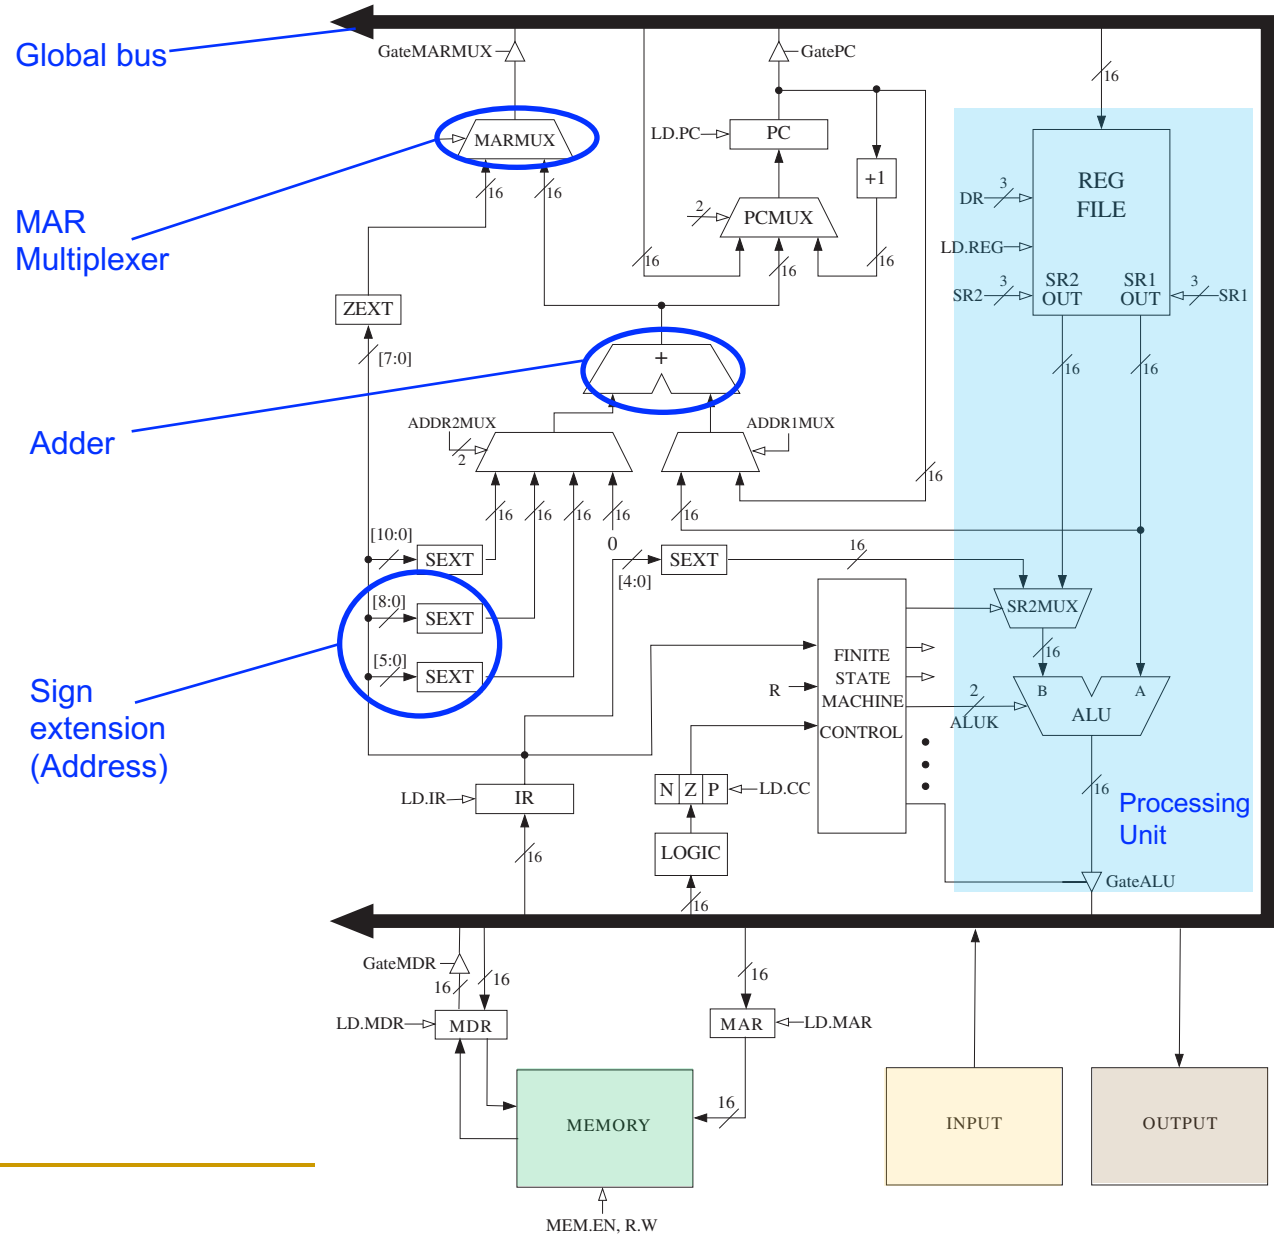 Global bus
GateMARMUX
GatePC
16
MARMUX
LD.PC
PC
+1
REG
FILE
DR
3
16
16
MAR
Multiplexer
2
PCMUX
LD.REG
16
16
16
SR2
3
SR2
OUT
SR1
OUT
3
SR1
ZEXT
[7:0]
+
16
16
Adder
ADDR2MUX
2
ADDR1MUX
16
16
16
16
16
16
0
[10:0]
SEXT
[4:0]
SEXT
16
[8:0]
SEXT
SR2MUX
16
[5:0]
SEXT
FINITE
STATE
MACHINE
CONTROL
R
2
ALUK
B
A
ALU
Sign
extension
(Address)
LD.IR
IR
N Z P
LD.CC
16
Processing
Unit
16
LOGIC
16
GateALU
GateMDR
16
16
16
LD.MDR
MDR
MAR
LD.MAR
16
MEMORY
INPUT
OUTPUT
MEM.EN, R.W